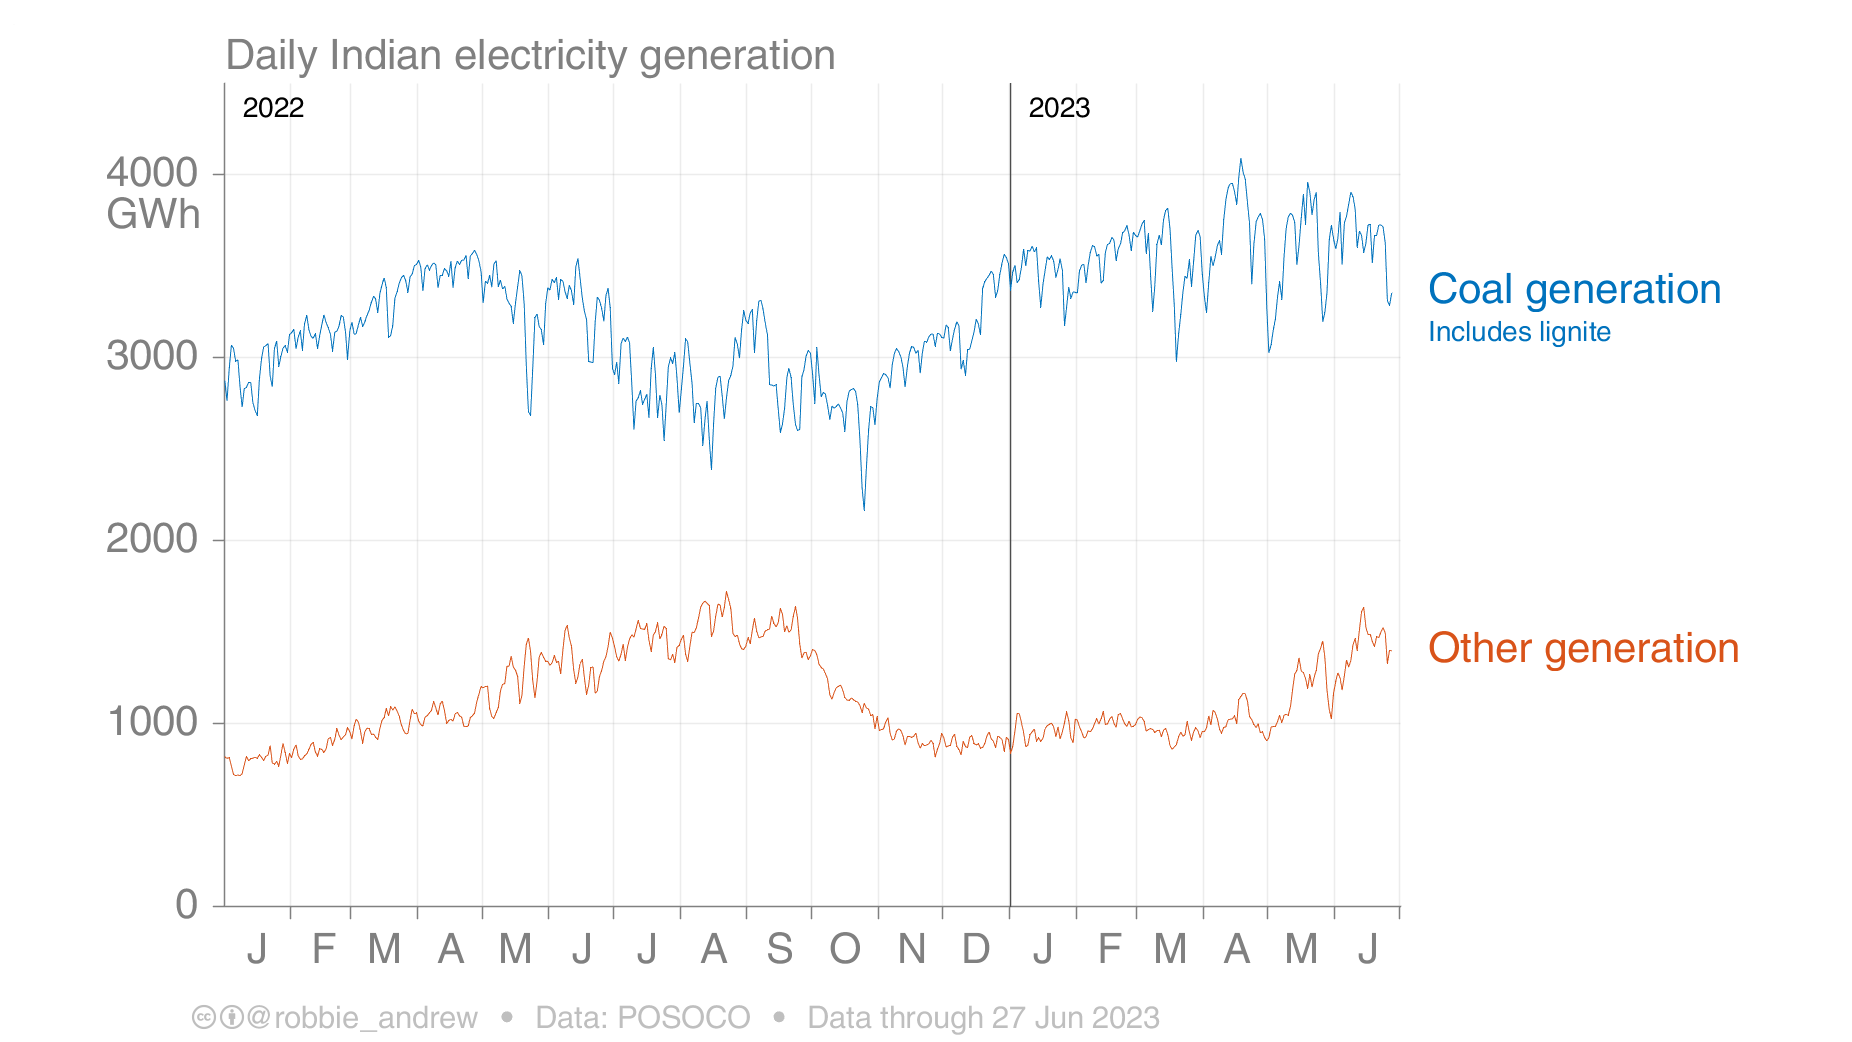 Daily Indian electricity generation
2022
2023
4000
GWh
3000
2000
1000
0
Coal generation
Includes lignite
Other generation
J F M A M J J A S O N D J F M A M J
cc @robbie_andrew • Data: POSOCO • Data through 27 Jun 2023